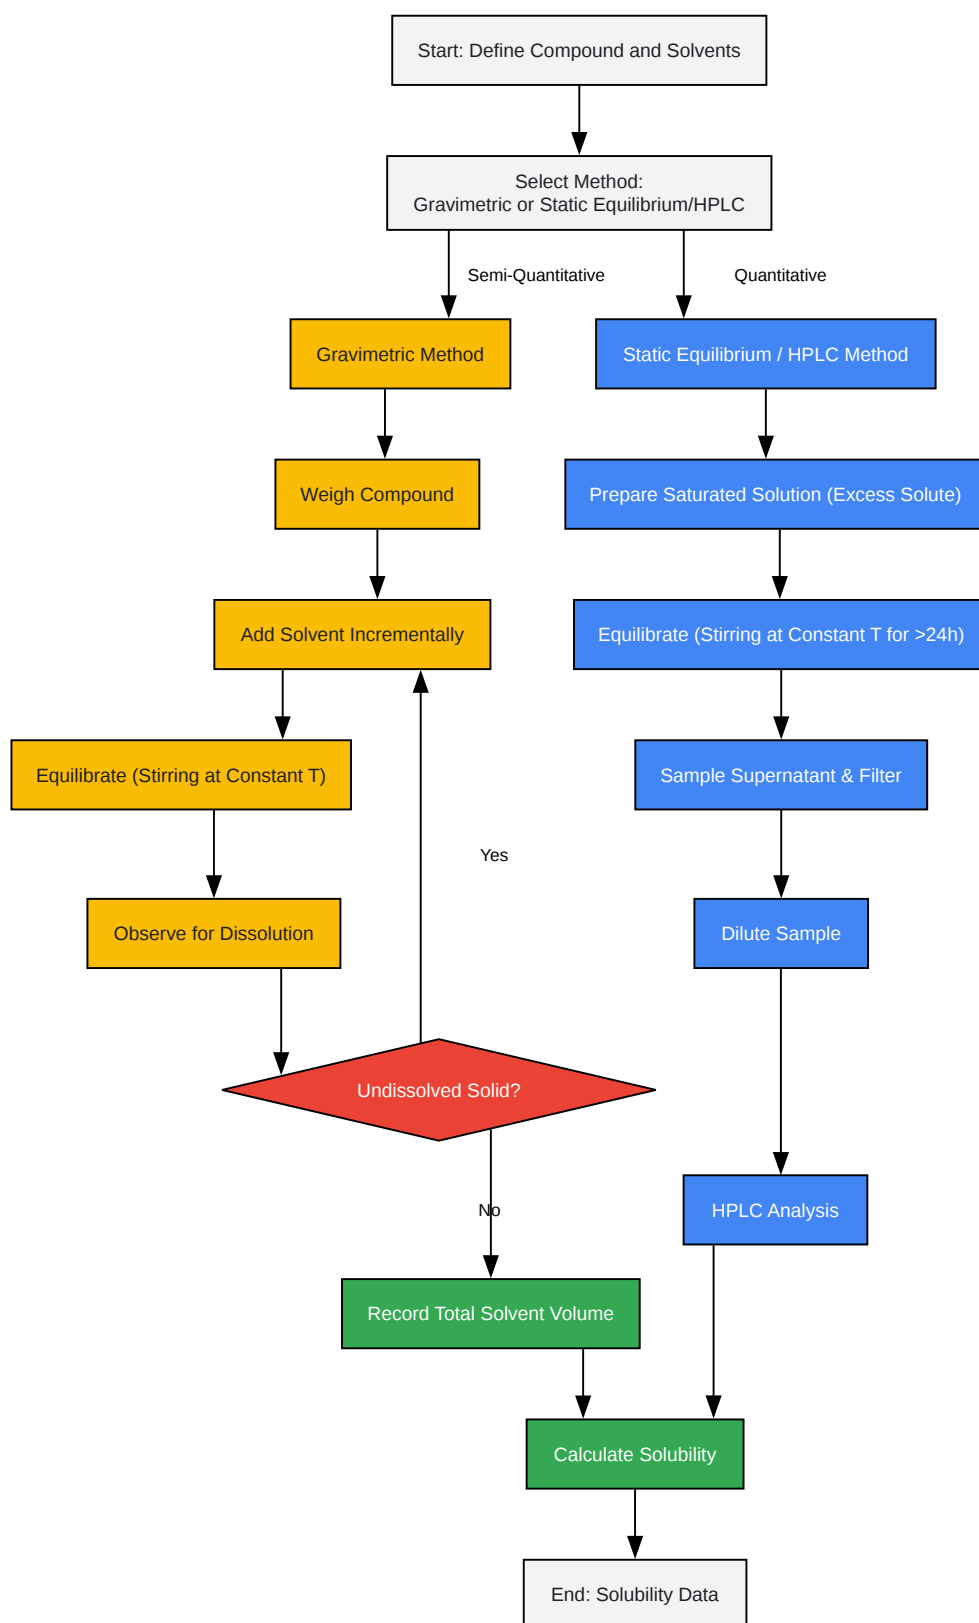 Start: Define Compound and Solvents
Select Method:
Gravimetric or Static Equilibrium/HPLC
Semi-Quantitative
Quantitative
Gravimetric Method
Static Equilibrium / HPLC Method
Weigh Compound
Prepare Saturated Solution (Excess Solute)
Add Solvent Incrementally
Equilibrate (Stirring at Constant T for >24h)
Equilibrate (Stirring at Constant T)
Sample Supernatant & Filter
Yes
Observe for Dissolution
Dilute Sample
Undissolved Solid?
No
HPLC Analysis
Record Total Solvent Volume
Calculate Solubility
End: Solubility Data